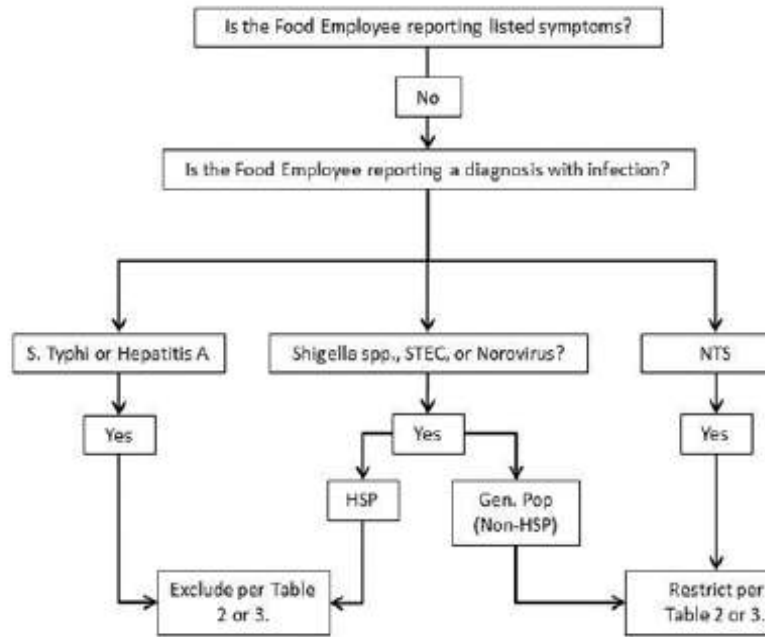 Is the Food Employee reporting listed symptoms?
No
Is the Food Employee reporting a diagnosis with infection?
S. Typhi or Hepatitis A
Shigella spp., STEC, or Norovirus?
NTS
Yes
Yes
Yes
HSP
Gen. Pop
(Non-HSP)
Exclude per Table
2 or 3.
Restrict per
Table 2 or 3.